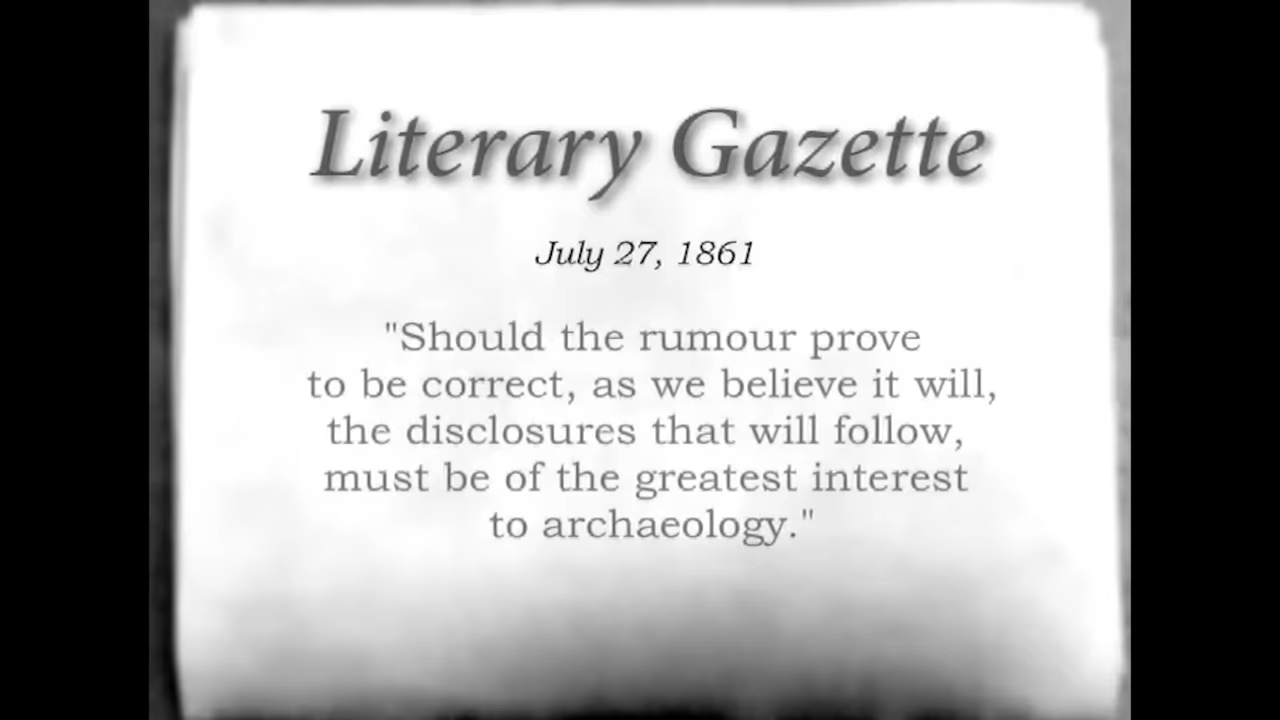 Literary Gazette
July 27, 1861
"Should the rumour prove
to be correct, as we believe it will,
the disclosures that will follow,
must be of the greatest interest
to archaeology."